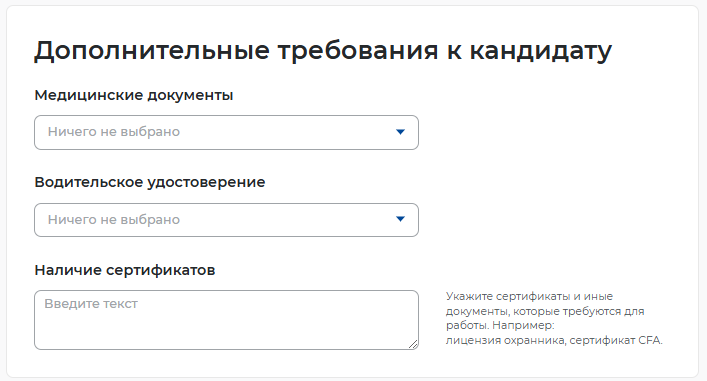 Дополнительные требования к кандидату
Медицинские документы
Ничего не выбрано
Водительское удостоверение
Ничего не выбрано
Наличие сертификатов
Введите текст
Укажите сертификаты и иные
документы, которые требуются для
работы. Например:
лицензия охранника, сертификат CFA.